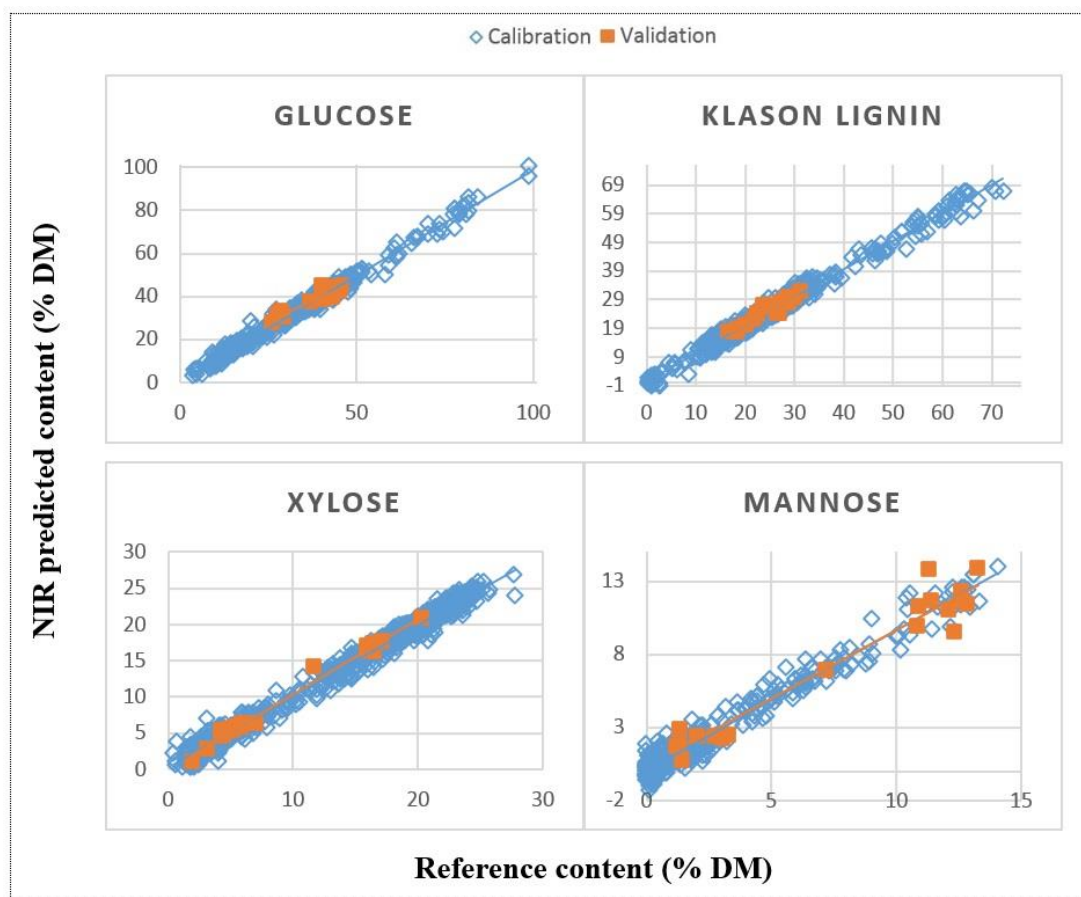 Calibration Validation
GLUCOSE
100
80
60
40
20
0
0 50 100
KLASON LIGNIN
69
59
49
39
29
19
9
-1
0 10 20 30 40 50 60 70
XYLOSE
30
25
20
15
10
5
0
0 10 20 30
MANNOSE
13
8
3
-2
0 5 10 15
NIR predicted content (% DM)
Reference content (% DM)